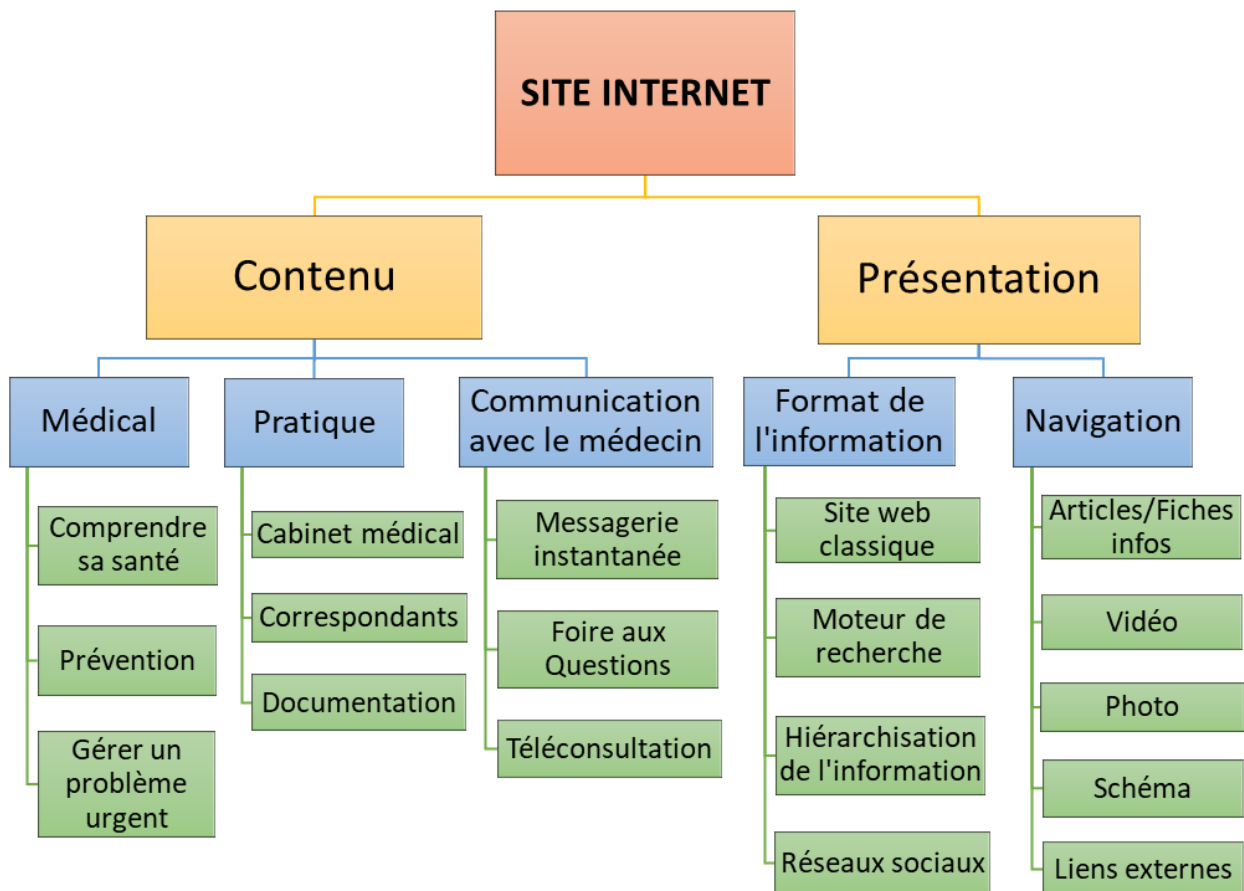 SITE INTERNET
Contenu
Présentation
Médical
Pratique
Communication
avec le médecin
Format de
l'information
Navigation
Comprendre
sa santé
Prévention
Gérer un
problème
urgent
Cabinet médical
Correspondants
Documentation
Messagerie
instantanée
Foire aux
Questions
Téléconsultation
Site web
classique
Moteur de
recherche
Hiérarchisation
de l'information
Réseaux sociaux
Articles/Fiches
infos
Vidéo
Photo
Schéma
Liens externes